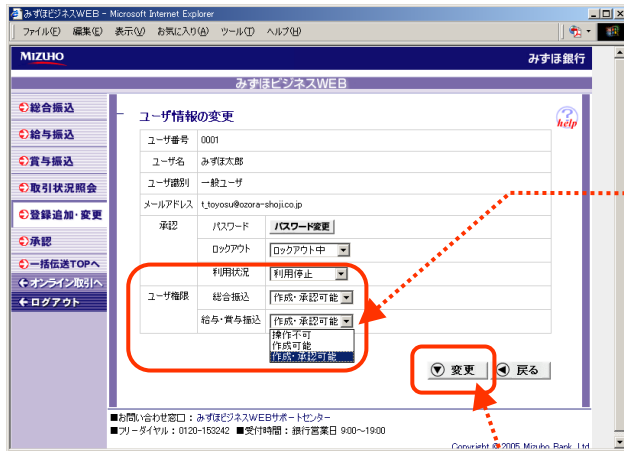 みずほビジネスWEB - Microsoft Internet Explorer
ファイル(F) 編集(E) 表示(V) お気に入り(A) ツール(T) ヘルプ(H)
MIZUHO みずほ銀行
みずほビジネスWEB
総合振込
給与振込
賞与振込
取引状況照会
登録追加・変更
承認
一括伝送TOPへ
オンライン取引へ
ログアウト
ユーザ情報の変更
help
ユーザ番号 0001
ユーザ名 みずほ太郎
ユーザ識別 一般ユーザ
メールアドレス t_toyosu@ozora-shoji.co.jp
承認 パスワード パスワード変更
ロックアウト ロックアウト中
利用状況 利用停止
ユーザ権限 総合振込 作成・承認可能
給与・賞与振込 作成・承認可能
操作不可
作成可能
作成・承認可能
変更 戻る
■お問い合わせ窓口：みずほビジネスWEBサポートセンター
■フリーダイヤル：0120-153242 ■受付時間：銀行営業日 9:00～19:00
Copyright © 2005 Mizuho Bank, Ltd